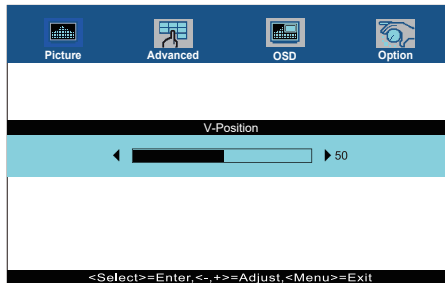 Picture Advanced OSD Option
V-Position
50
<Select>=Enter,<-,+>=Adjust,<Menu>=Exit